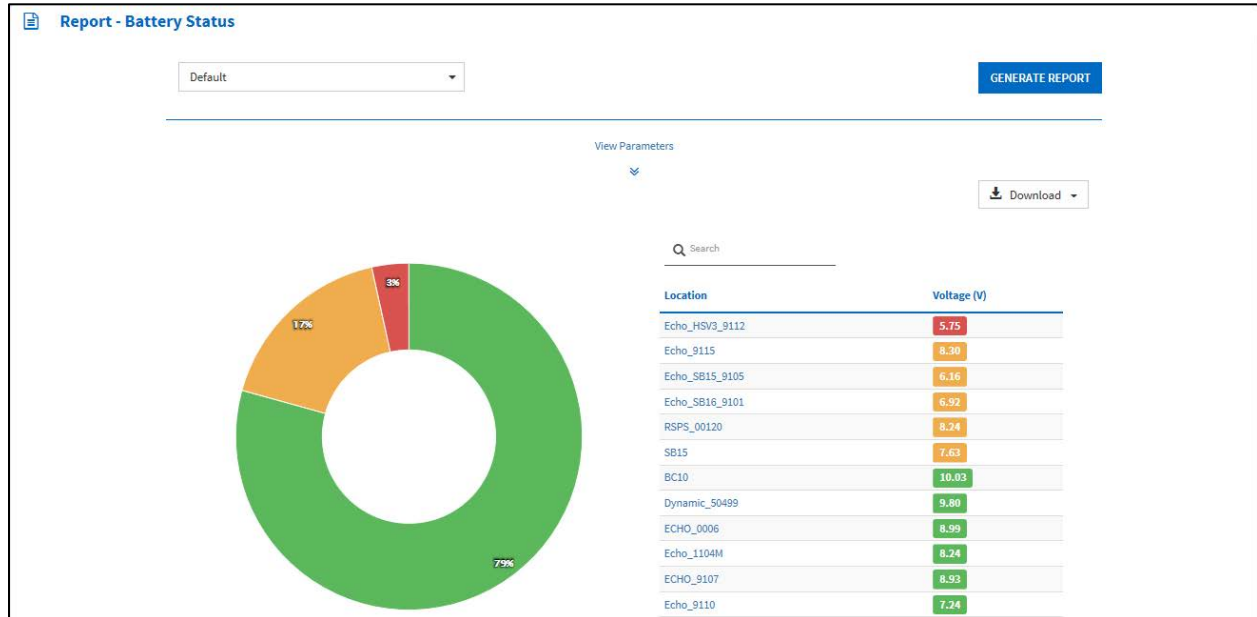 Report - Battery Status
Default
GENERATE REPORT
View Parameters
Download
Search
Location Voltage (V)
Echo_HSV3_9112 5.75
Echo_9115 8.30
Echo_SB15_9105 6.16
Echo_SB16_9101 6.92
RSPS_00120 8.24
SB15 7.63
BC10 10.03
Dynamic_50499 9.80
ECHO_0006 8.99
Echo_1104M 8.24
ECHO_9107 8.93
Echo_9110 7.24
3%
17%
79%